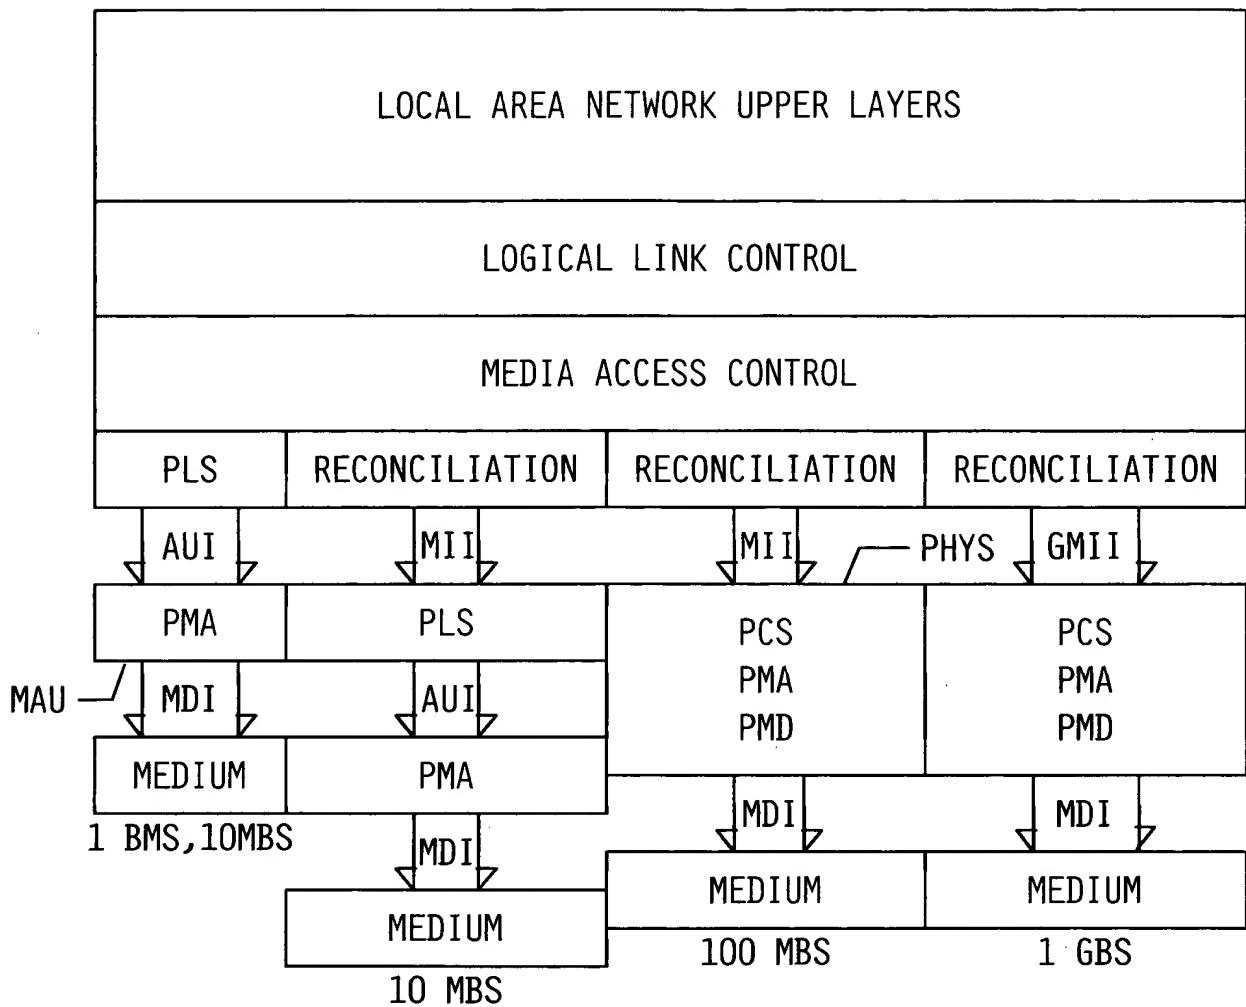 LOCAL AREA NETWORK UPPER LAYERS
LOGICAL LINK CONTROL
MEDIA ACCESS CONTROL
PLS RECONCILIATION RECONCILIATION RECONCILIATION
AUI MII MII PHYS GMII
PMA PLS PCS PCS
PMA PMA
MAU MDI AUI PMD PMD
MEDIUM PMA
1 BMS,10MBS MDI MDI MDI
MEDIUM MEDIUM
MEDIUM
100 MBS 1 GBS
10 MBS